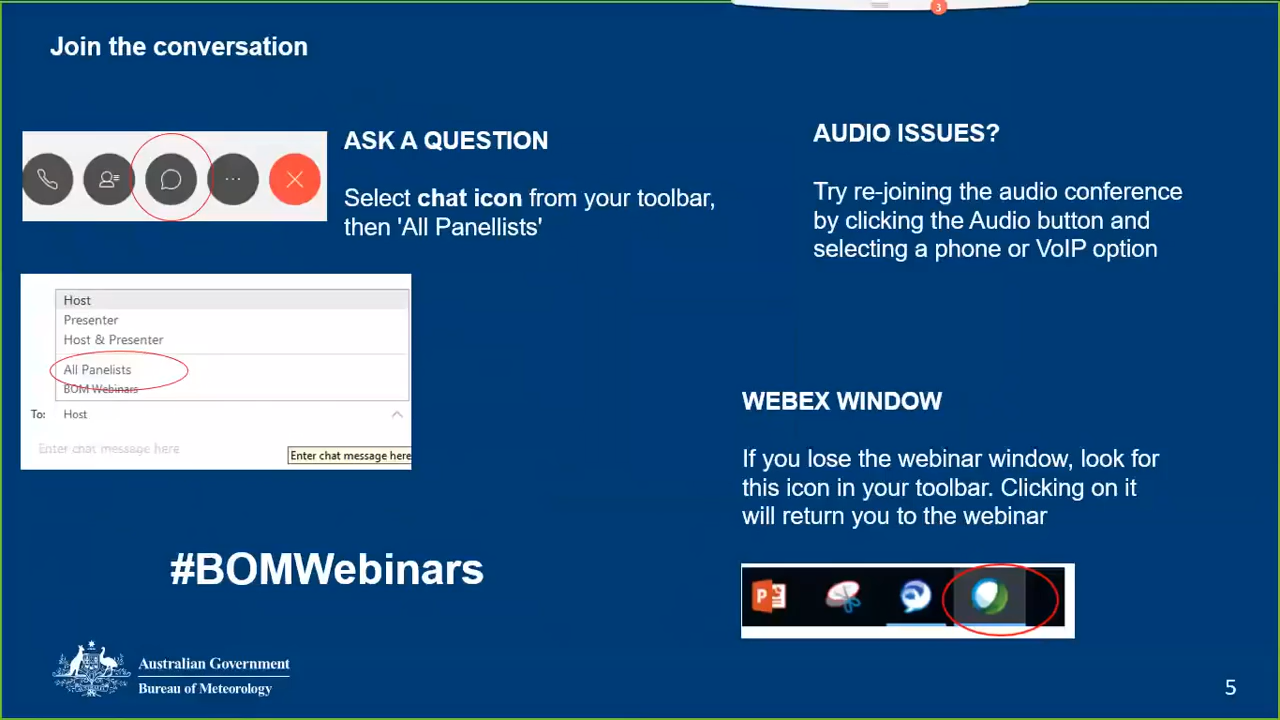 3
Join the conversation
ASK A QUESTION
Select chat icon from your toolbar,
then 'All Panellists'
Host
Presenter
Host & Presenter
All Panelists
BOM Webinars
To: Host
Enter chat message here
Enter chat message here
#BOMWebinars
AUDIO ISSUES?
Try re-joining the audio conference
by clicking the Audio button and
selecting a phone or VoIP option
WEBEX WINDOW
If you lose the webinar window, look for
this icon in your toolbar. Clicking on it
will return you to the webinar
P
Australian Government
Bureau of Meteorology
5